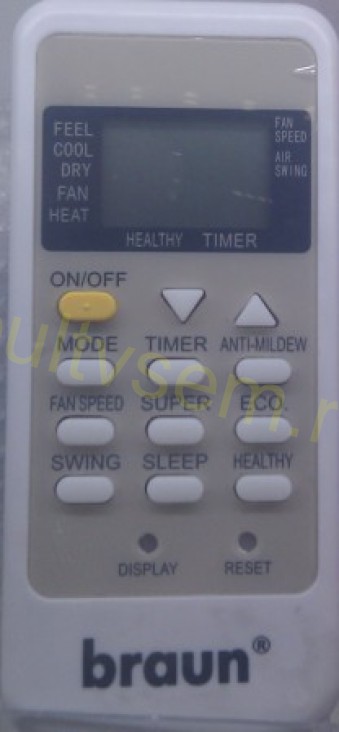 FEEL
COOL
DRY
FAN
HEAT
FAN
SPEED
AIR
SWING
HEALTHY TIMER
ON/OFF
MODE TIMER ANTI-MILDEW
FAN SPEED SUPER ECO.
SWING SLEEP HEALTHY
DISPLAY RESET
braun®